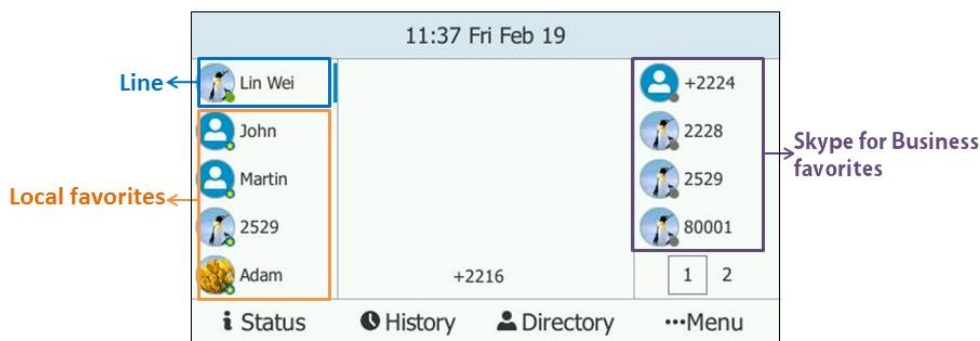 11:37 Fri Feb 19
Line
Lin Wei
Local favorites
John
Martin
2529
Adam
+2216
+2224
2228
2529
80001
Skype for Business
favorites
1 2
Status History Directory Menu